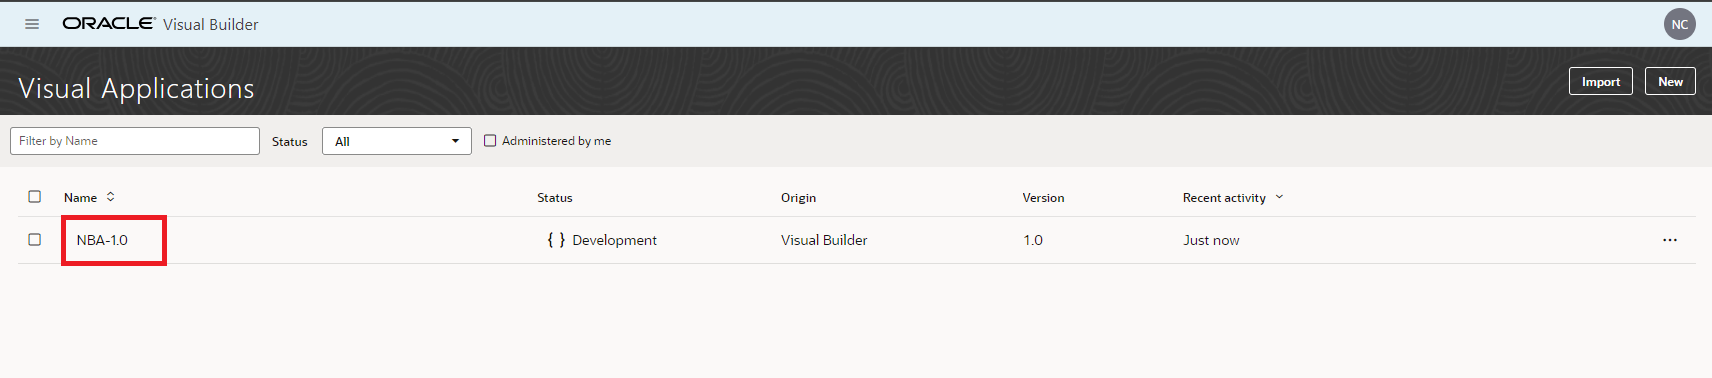 ORACLE Visual Builder NC
Visual Applications Import New
Filter by Name Status All Administered by me
Name Status Origin Version Recent activity
NBA-1.0 { } Development Visual Builder 1.0 Just now ...